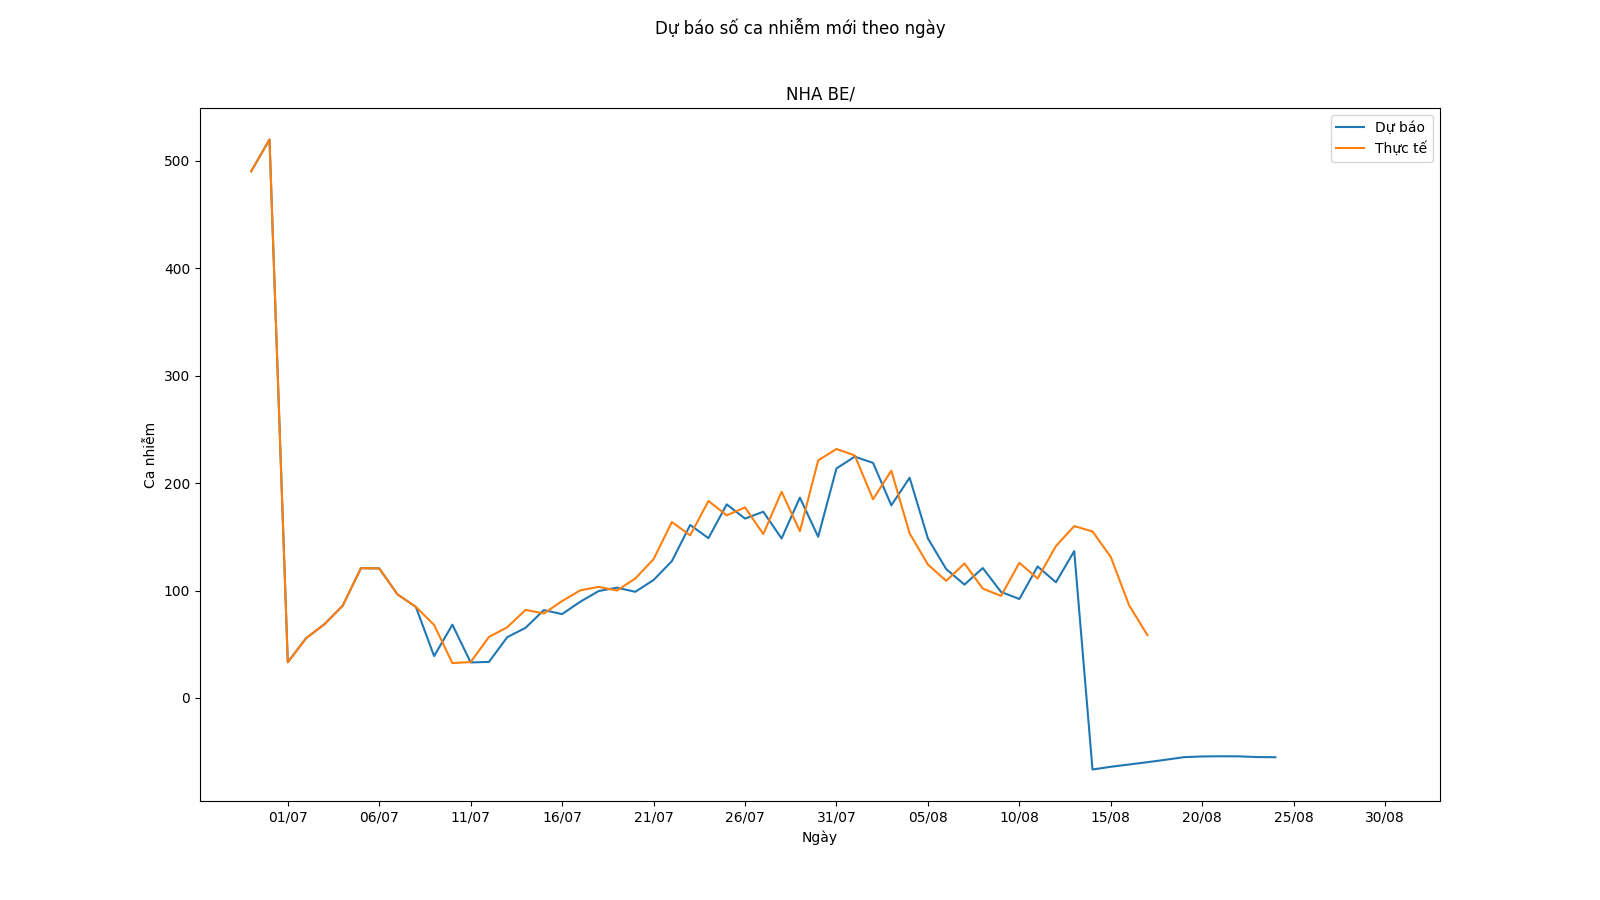 Dự báo số ca nhiễm mới theo ngày
NHA BE/
Dự báo
Thực tế
500
400
300
200
100
0
Ca nhiễm
01/07 06/07 11/07 16/07 21/07 26/07 31/07 05/08 10/08 15/08 20/08 25/08 30/08
Ngày